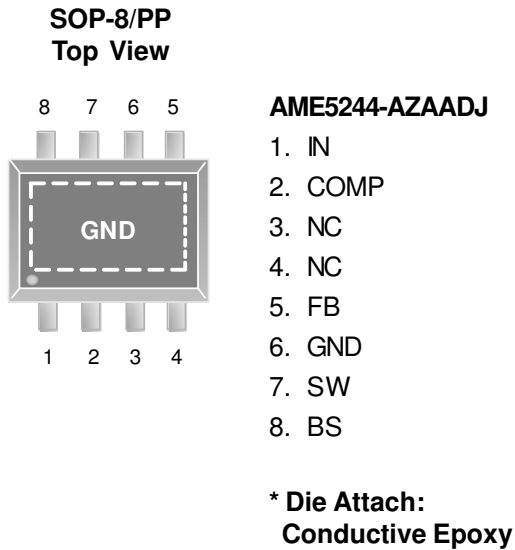 SOP-8/PP
Top View
8 7 6 5
GND
1 2 3 4
AME5244-AZAADJ
1. IN
2. COMP
3. NC
4. NC
5. FB
6. GND
7. SW
8. BS
* Die Attach:
Conductive Epoxy